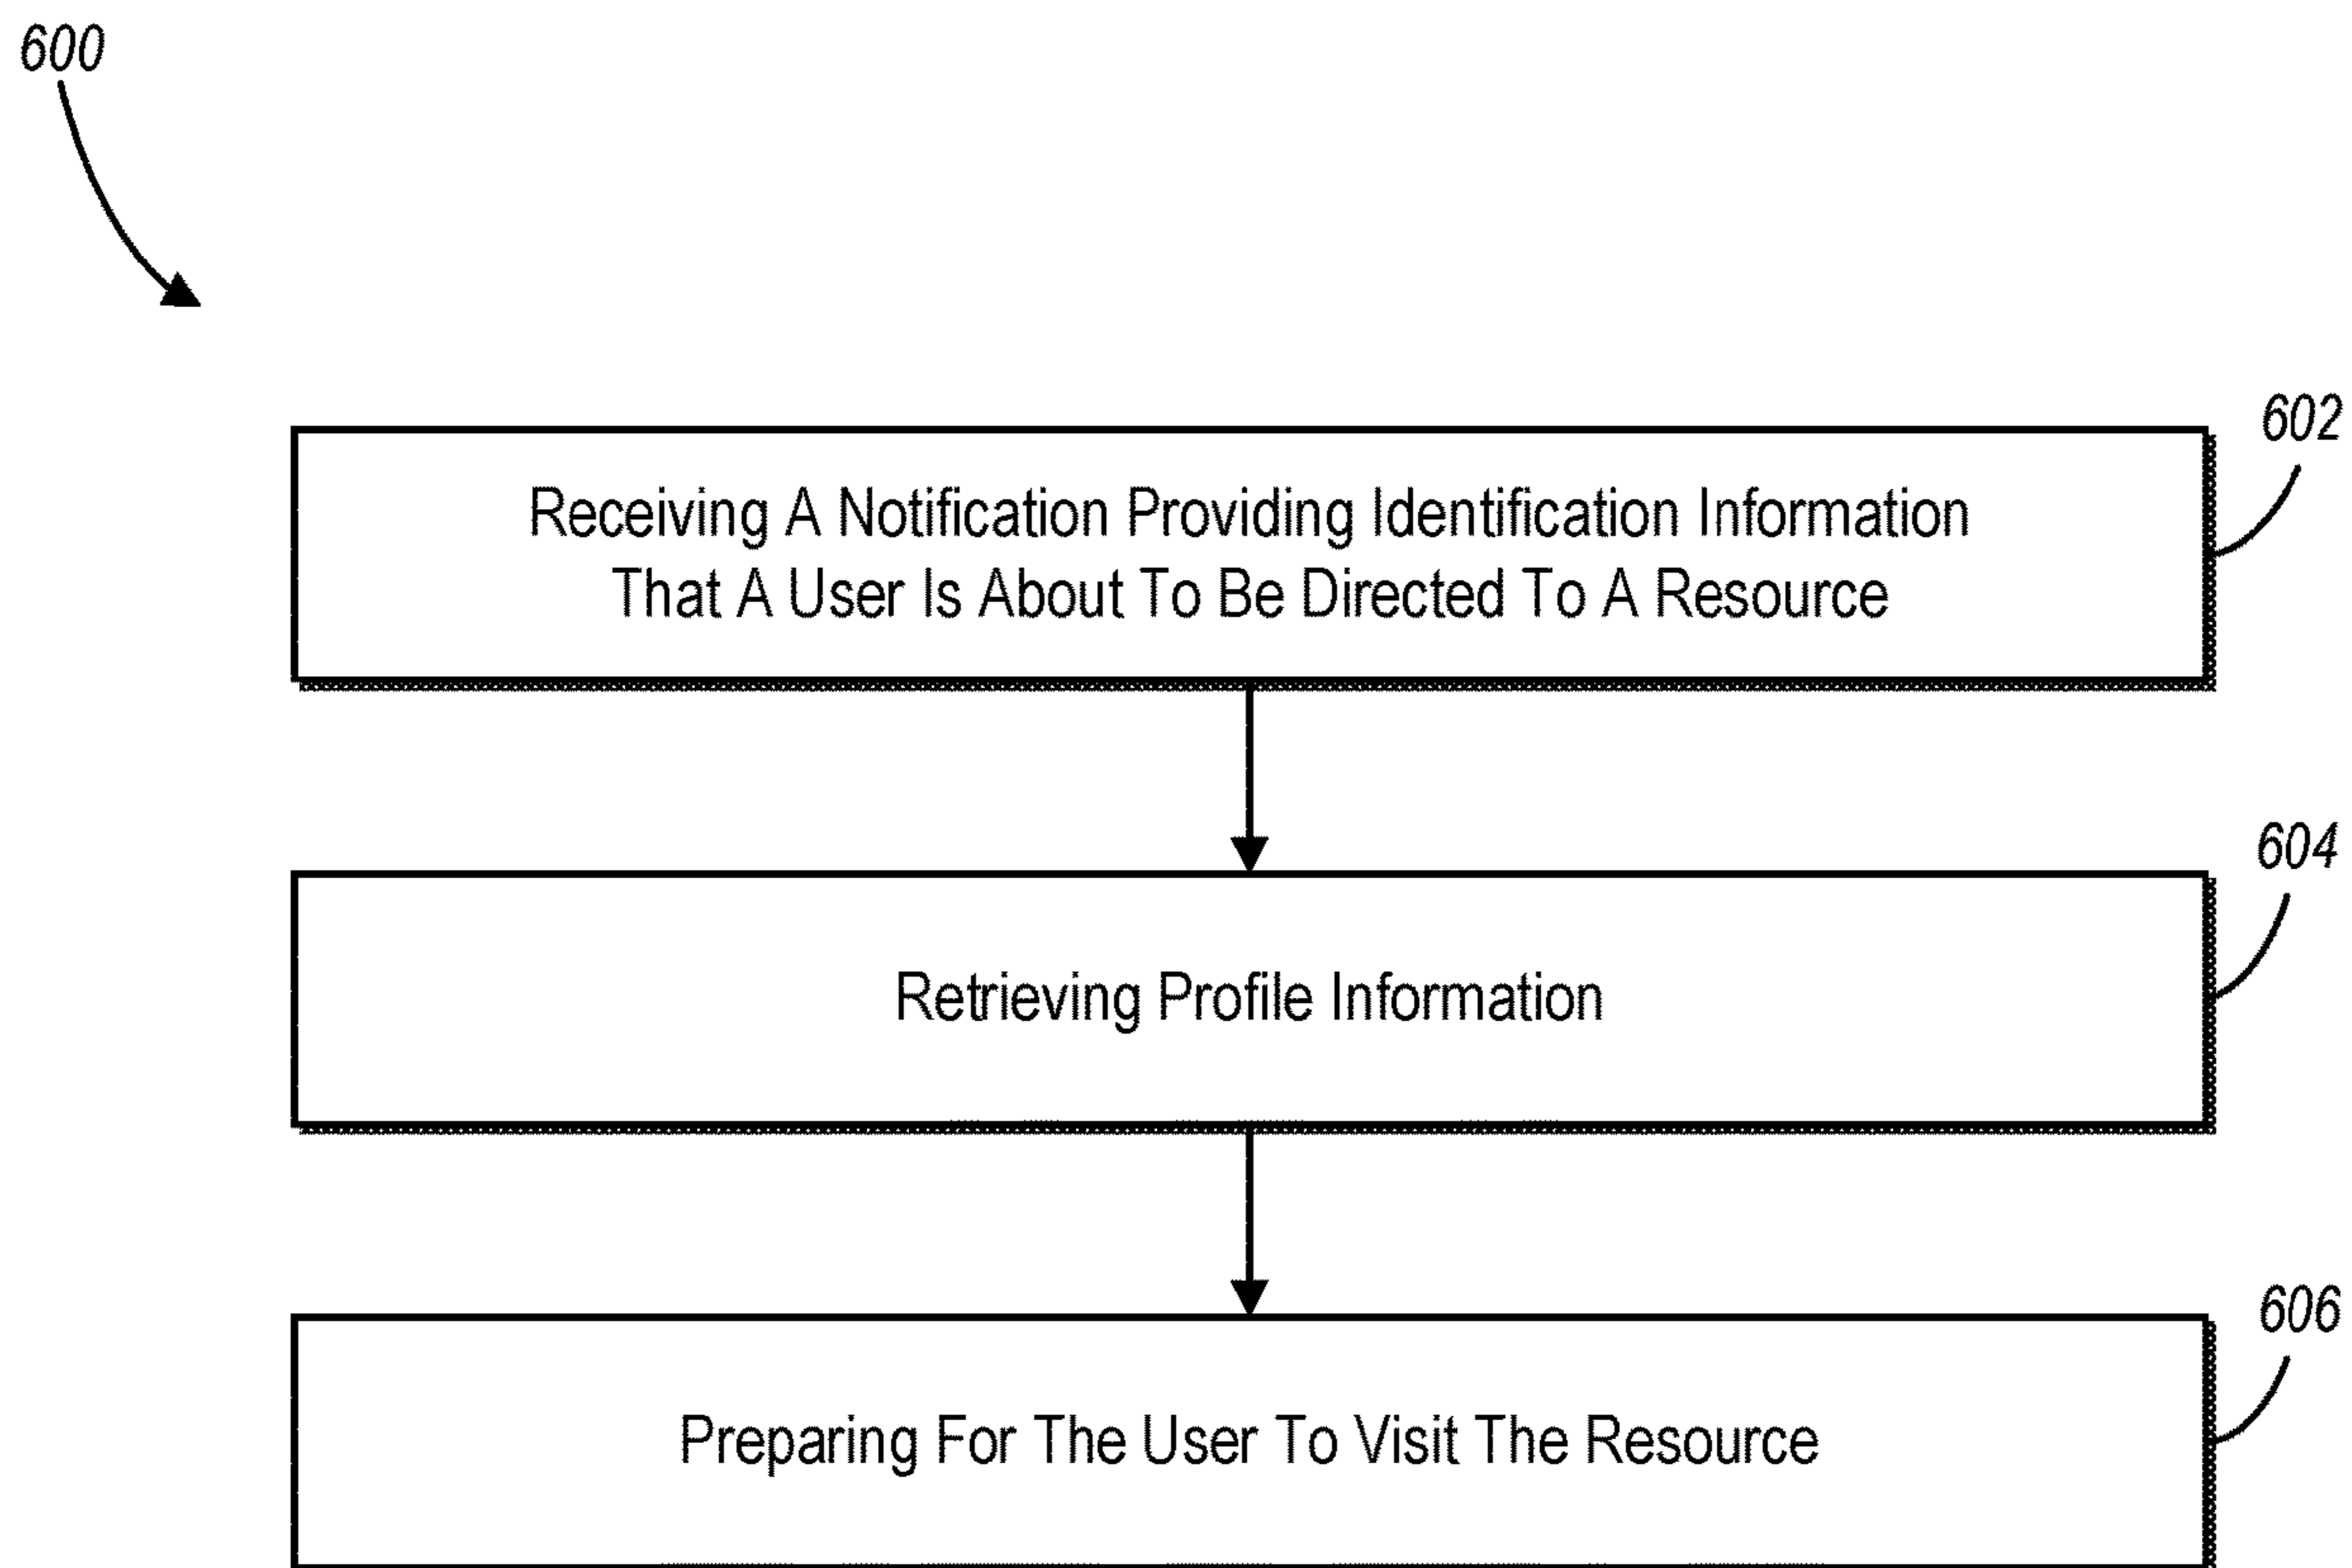 600
602
Receiving A Notification Providing Identification Information
That A User Is About To Be Directed To A Resource
604
Retrieving Profile Information
606
Preparing For The User To Visit The Resource